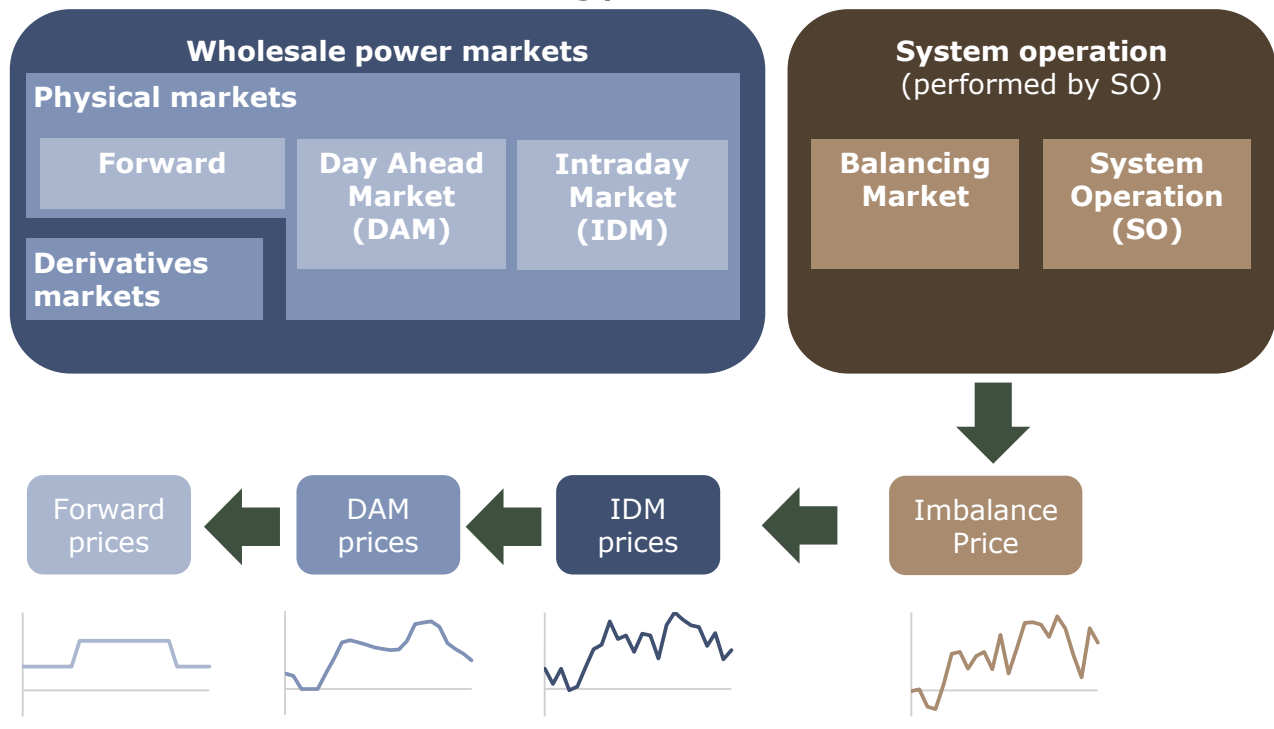 Wholesale power markets
Physical markets
Forward
Day Ahead
Market
(DAM)
Intraday
Market
(IDM)
Derivatives
markets
System operation
(performed by SO)
Balancing
Market
System
Operation
(SO)
Forward
prices
DAM
prices
IDM
prices
Imbalance
Price